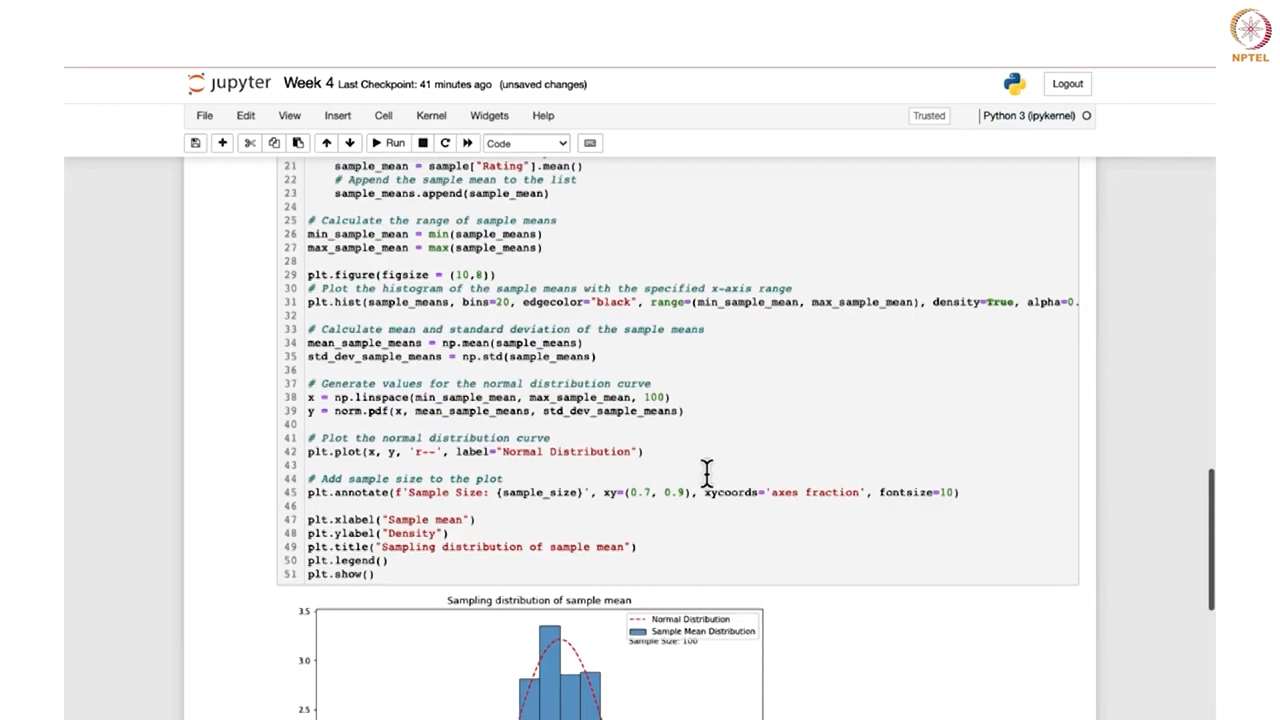 NPTEL
jupyter Week 4 Last Checkpoint: 41 minutes ago (unsaved changes)
Logout
File Edit View Insert Cell Kernel Widgets Help
Trusted Python 3 (ipykernel)
Run Code
21 sample_mean = sample["Rating"].mean()
22 # Append the sample mean to the list
23 sample_means.append(sample_mean)
24
25 # Calculate the range of sample means
26 min_sample_mean = min(sample_means)
27 max_sample_mean = max(sample_means)
28
29 plt.figure(figsize = (10,8))
30 # Plot the histogram of the sample means with the specified x-axis range
31 plt.hist(sample_means, bins=20, edgecolor="black", range=(min_sample_mean, max_sample_mean), density=True, alpha=0.
32
33 # Calculate mean and standard deviation of the sample means
34 mean_sample_means = np.mean(sample_means)
35 std_dev_sample_means = np.std(sample_means)
36
37 # Generate values for the normal distribution curve
38 x = np.linspace(min_sample_mean, max_sample_mean, 100)
39 y = norm.pdf(x, mean_sample_means, std_dev_sample_means)
40
41 # Plot the normal distribution curve
42 plt.plot(x, y, 'r--', label="Normal Distribution")
43
44 # Add sample size to the plot
45 plt.annotate(f'Sample Size: {sample_size}', xy=(0.7, 0.9), xycoords='axes fraction', fontsize=10)
46
47 plt.xlabel("Sample mean")
48 plt.ylabel("Density")
49 plt.title("Sampling distribution of sample mean")
50 plt.legend()
51 plt.show()
Sampling distribution of sample mean
3.5
Normal Distribution
Sample Mean Distribution
Sample Size: 100
3.0
2.5